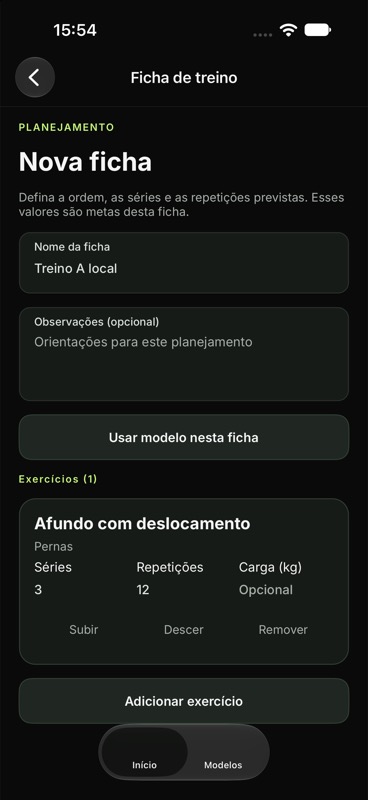 15:54
Ficha de treino
PLANEJAMENTO
Nova ficha
Defina a ordem, as séries e as repetições previstas. Esses
valores são metas desta ficha.
Nome da ficha
Treino A local
Observações (opcional)
Orientações para este planejamento
Usar modelo nesta ficha
Exercícios (1)
Afundo com deslocamento
Pernas
Séries Repetições Carga (kg)
3 12 Opcional
Subir Descer Remover
Adicionar exercício
Início Modelos